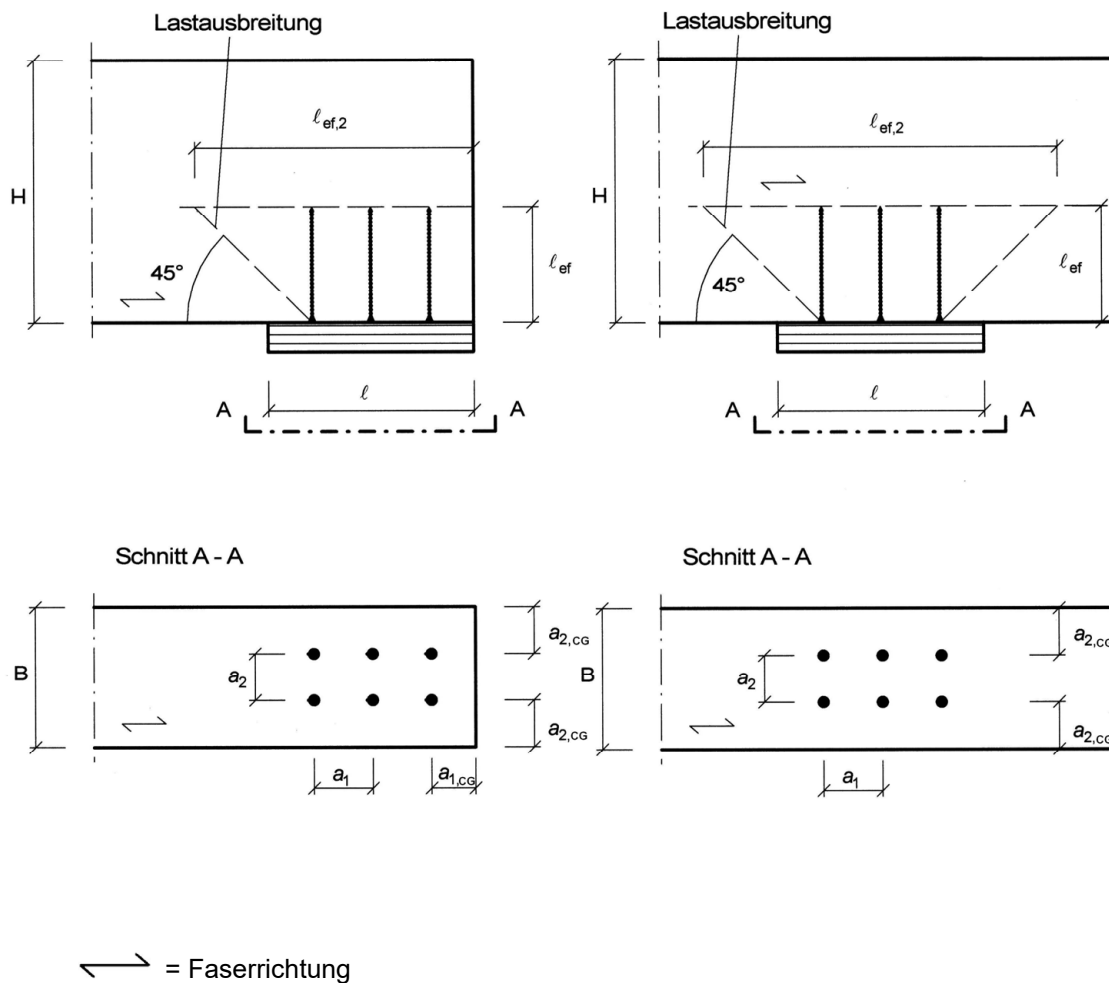 Lastausbreitung
ℓef,2
H
45°
ℓef
ℓ
A A
Lastausbreitung
ℓef,2
H
45°
ℓef
ℓ
A A
Schnitt A - A
B
a2
a2,CG
a2,CG
a1
a1,CG
Schnitt A - A
B
a2
a2,CG
a2,CG
a1
= Faserrichtung